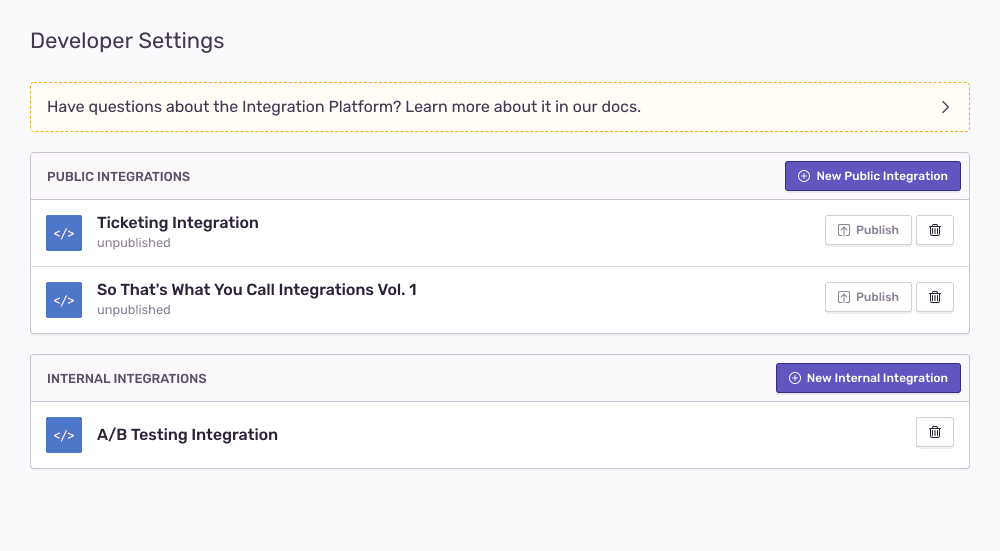 Developer Settings
Have questions about the Integration Platform? Learn more about it in our docs.
PUBLIC INTEGRATIONS
New Public Integration
</> Ticketing Integration
unpublished
Publish
</> So That's What You Call Integrations Vol. 1
unpublished
Publish
INTERNAL INTEGRATIONS
New Internal Integration
</> A/B Testing Integration